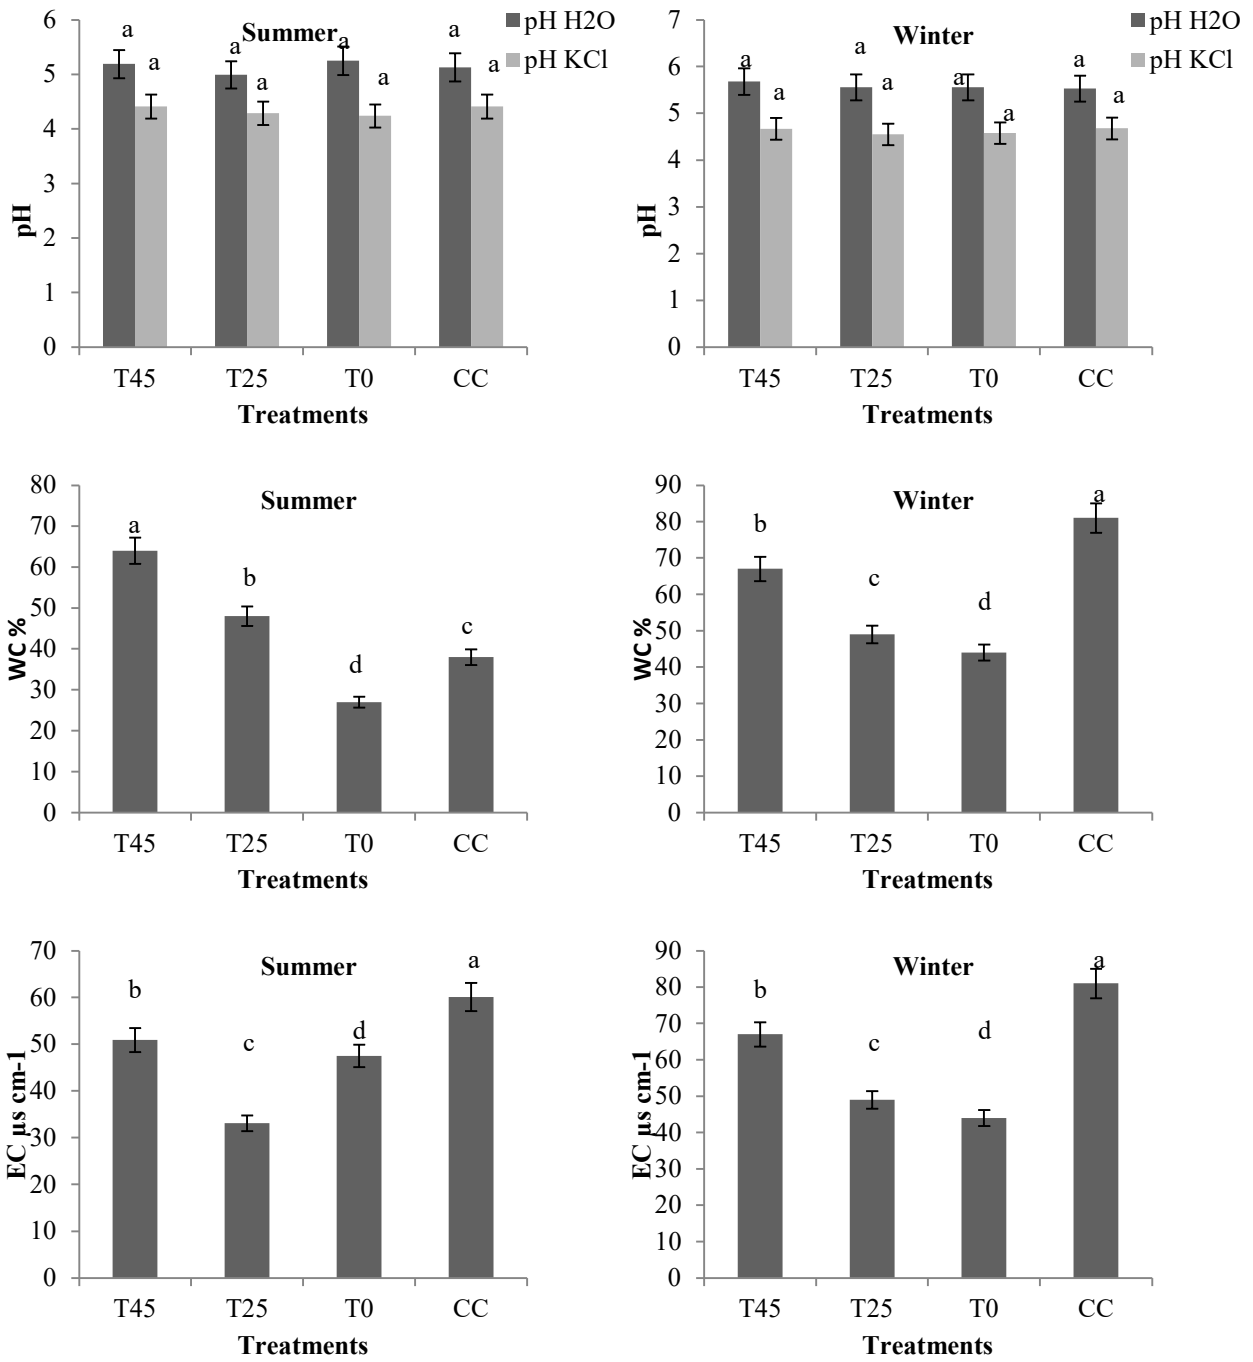 Summer
pH H2O
pH KCl
6
5
4
3
2
1
0
pH
a a a a a a a a
T45 T25 T0 CC
Treatments
Winter
pH H2O
pH KCl
7
6
5
4
3
2
1
0
pH
a a a a a a a a
T45 T25 T0 CC
Treatments
Summer
80
70
60
50
40
30
20
10
0
WC %
a b d c
T45 T25 T0 CC
Treatments
Winter
90
80
70
60
50
40
30
20
10
0
WC %
b c d a
T45 T25 T0 CC
Treatments
Summer
70
60
50
40
30
20
10
0
EC µs cm-1
b c d a
T45 T25 T0 CC
Treatments
Winter
90
80
70
60
50
40
30
20
10
0
EC µs cm-1
b c d a
T45 T25 T0 CC
Treatments